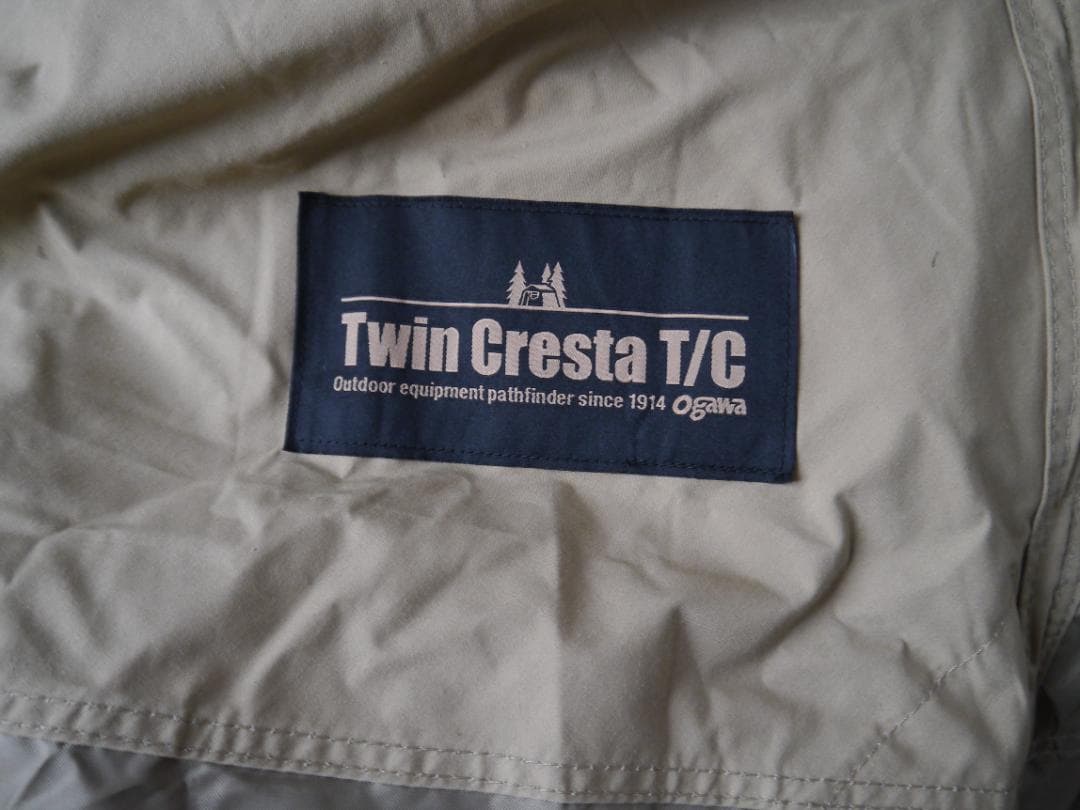 Twin Cresta T/C
Outdoor equipment pathfinder since 1914 Ogawa